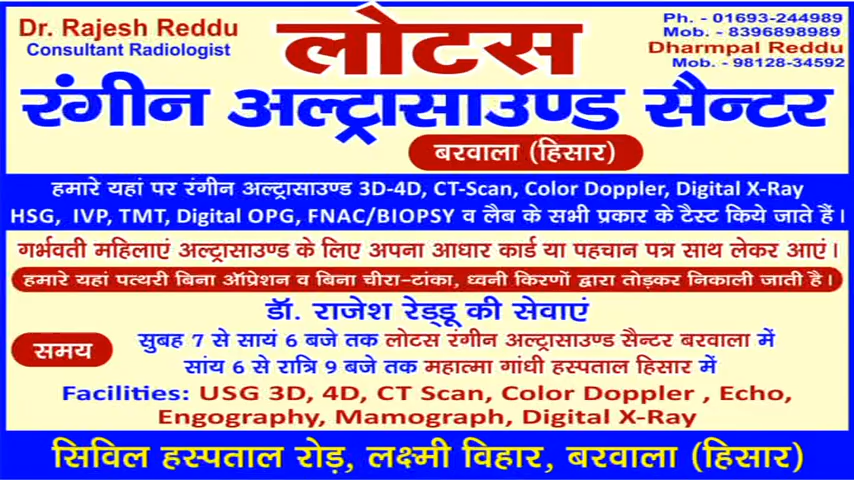 Dr. Rajesh Reddu
Consultant Radiologist
लोटस
Ph. - 01693-244989
Mob. - 8396898989
Dharmpal Reddu
Mob. - 98128-34592
रंगीन अल्ट्रासाउण्ड सैन्टर
बरवाला (हिसार)
हमारे यहां पर रंगीन अल्ट्रासाउण्ड 3D-4D, CT-Scan, Color Doppler, Digital X-Ray
HSG, IVP, TMT, Digital OPG, FNAC/BIOPSY व लैब के सभी प्रकार के टैस्ट किये जाते हैं।
गर्भवती महिलाएं अल्ट्रासाउण्ड के लिए अपना आधार कार्ड या पहचान पत्र साथ लेकर आएं।
हमारे यहां पत्थरी बिना ऑप्रेशन व बिना चीरा-टांका, ध्वनी किरणों द्वारा तोड़कर निकाली जाती है।
डॉ. राजेश रेड्डू की सेवाएं
समय
सुबह 7 से सायं 6 बजे तक लोटस रंगीन अल्ट्रासाउण्ड सैन्टर बरवाला में
सांय 6 से रात्रि 9 बजे तक महात्मा गांधी हस्पताल हिसार में
Facilities: USG 3D, 4D, CT Scan, Color Doppler , Echo,
Engography, Mamograph, Digital X-Ray
सिविल हस्पताल रोड़, लक्ष्मी विहार, बरवाला (हिसार)